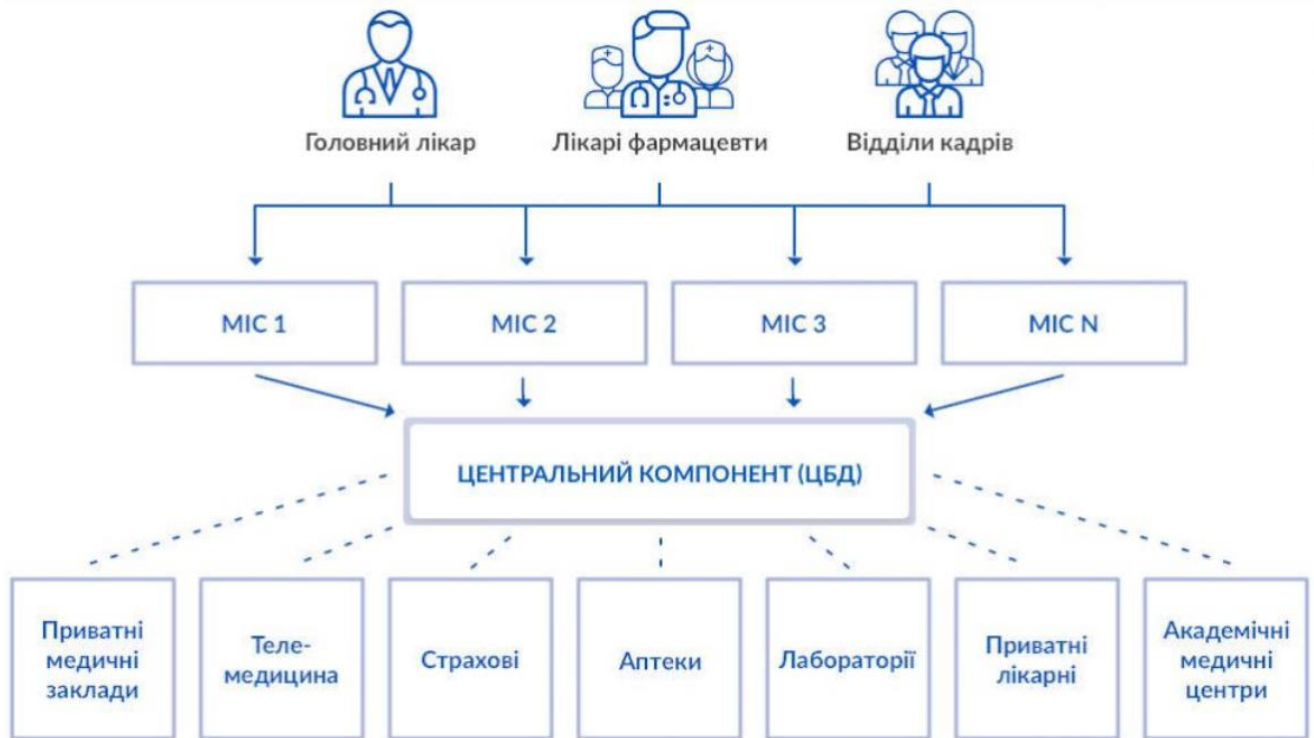 Головний лікар
Лікарі фармацевти
Відділи кадрів
МІС 1
МІС 2
МІС 3
МІС N
ЦЕНТРАЛЬНИЙ КОМПОНЕНТ (ЦБД)
Приватні
медичні
заклади
Теле-
медицина
Страхові
Аптеки
Лабораторії
Приватні
лікарні
Академічні
медичні
центри